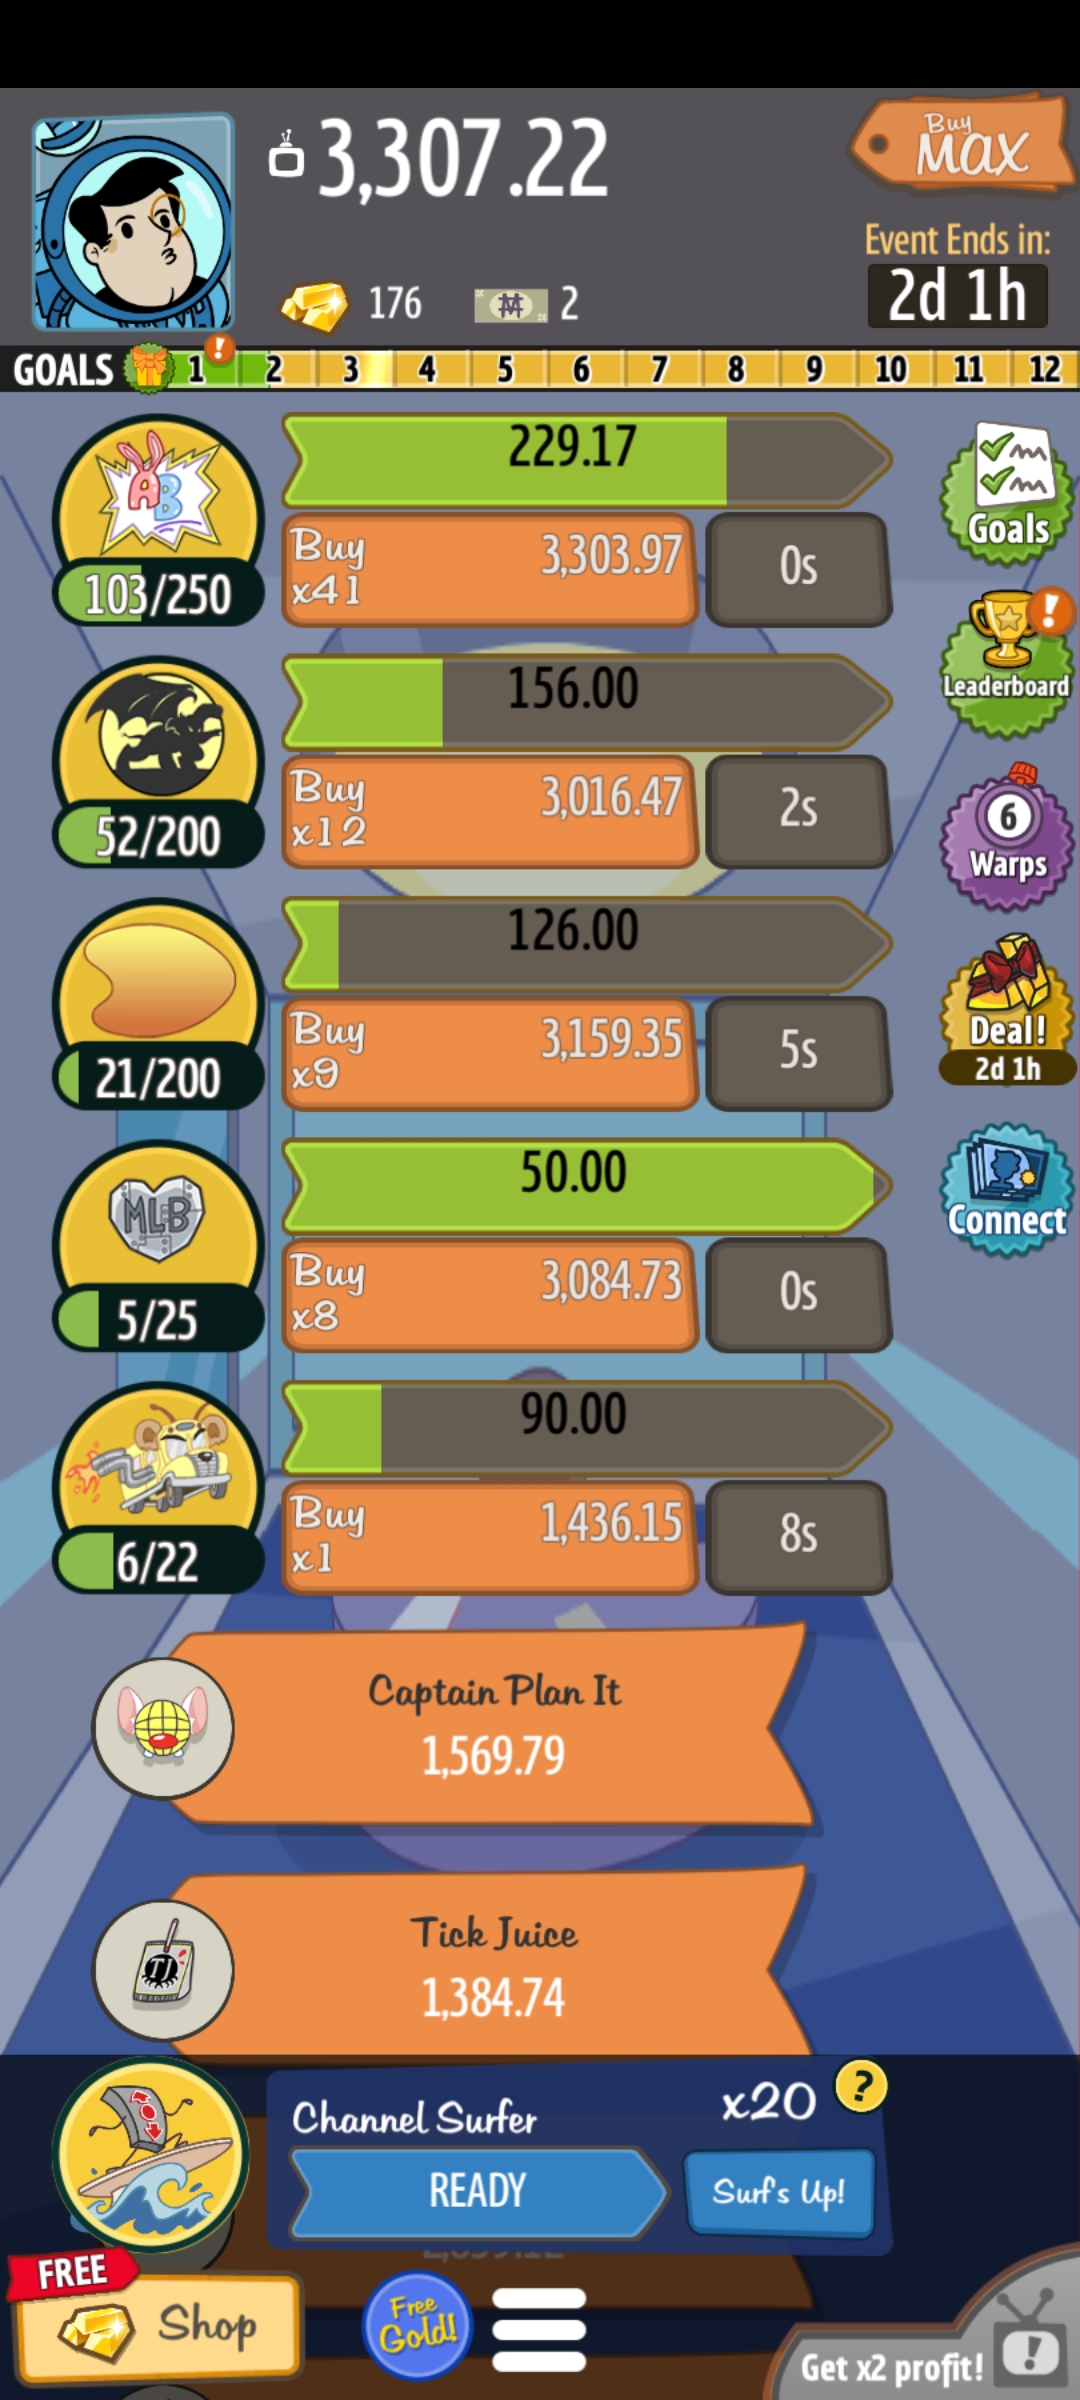 3,307.22
Buy
MAX
Event Ends in:
2d 1h
176
2
GOALS 1 ! 2 3 4 5 6 7 8 9 10 11 12
AB
229.17
103/250
Buy
x41
3,303.97
0s
Goals
156.00
52/200
Buy
x12
3,016.47
2s
!
Leaderboard
6
Warps
126.00
21/200
Buy
x9
3,159.35
5s
Deal!
2d 1h
MLB
50.00
5/25
Buy
x8
3,084.73
0s
Connect
90.00
6/22
Buy
x1
1,436.15
8s
Captain Plan It
1,569.79
TJ
Tick Juice
1,384.74
Channel Surfer
x20
?
READY
Surf's Up!
FREE
Shop
Free
Gold!
Get x2 profit!
!